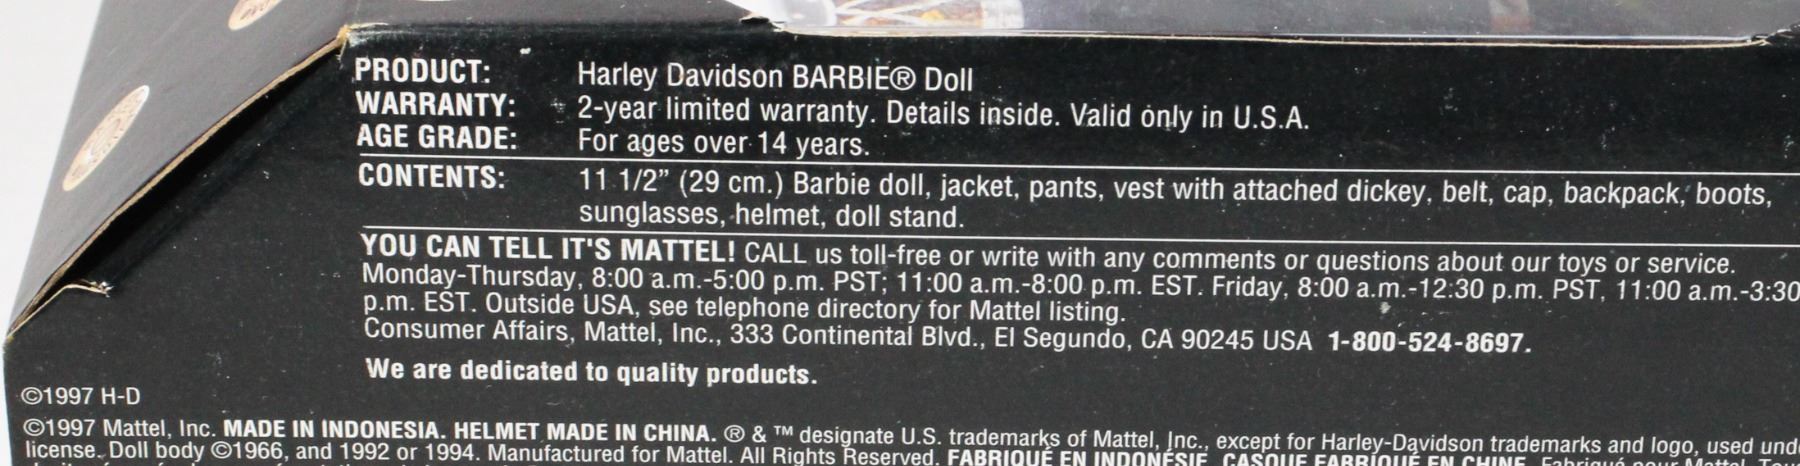 PRODUCT: Harley Davidson BARBIE® Doll
WARRANTY: 2-year limited warranty. Details inside. Valid only in U.S.A.
AGE GRADE: For ages over 14 years.
CONTENTS: 11 1/2” (29 cm.) Barbie doll, jacket, pants, vest with attached dickey, belt, cap, backpack, boots,
sunglasses, helmet, doll stand.
YOU CAN TELL IT'S MATTEL! CALL us toll-free or write with any comments or questions about our toys or service.
Monday-Thursday, 8:00 a.m.-5:00 p.m. PST; 11:00 a.m.-8:00 p.m. EST. Friday, 8:00 a.m.-12:30 p.m. PST, 11:00 a.m.-3:30
p.m. EST. Outside USA, see telephone directory for Mattel listing.
Consumer Affairs, Mattel, Inc., 333 Continental Blvd., El Segundo, CA 90245 USA 1-800-524-8697.
We are dedicated to quality products.
©1997 H-D
©1997 Mattel, Inc. MADE IN INDONESIA. HELMET MADE IN CHINA. ® & ™ designate U.S. trademarks of Mattel, Inc., except for Harley-Davidson trademarks and logo, used und
license. Doll body ©1966, and 1992 or 1994. Manufactured for Mattel. All Rights Reserved. FABRIQUÉ EN INDONÉSIE. CASQUE FABRIQUÉ EN CHINE. Fabriqué pour Mattel